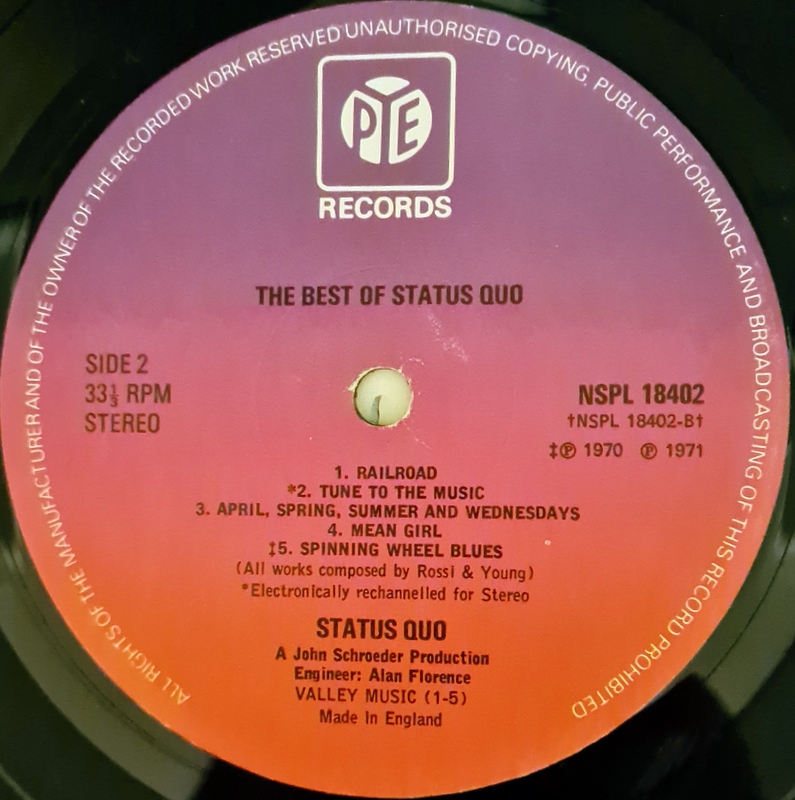 ALL RIGHTS OF THE MANUFACTURER AND OF THE OWNER OF THE RECORDED WORK RESERVED UNAUTHORISED COPYING, PUBLIC PERFORMANCE AND BROADCASTING OF THIS RECORD PROHIBITED
PYE
RECORDS
THE BEST OF STATUS QUO
SIDE 2
33⅓ RPM
STEREO
NSPL 18402
†NSPL 18402-B†
‡℗ 1970 ℗ 1971
1. RAILROAD
*2. TUNE TO THE MUSIC
3. APRIL, SPRING, SUMMER AND WEDNESDAYS
4. MEAN GIRL
‡5. SPINNING WHEEL BLUES
(All works composed by Rossi & Young)
*Electronically rechannelled for Stereo
STATUS QUO
A John Schroeder Production
Engineer: Alan Florence
VALLEY MUSIC (1-5)
Made In England